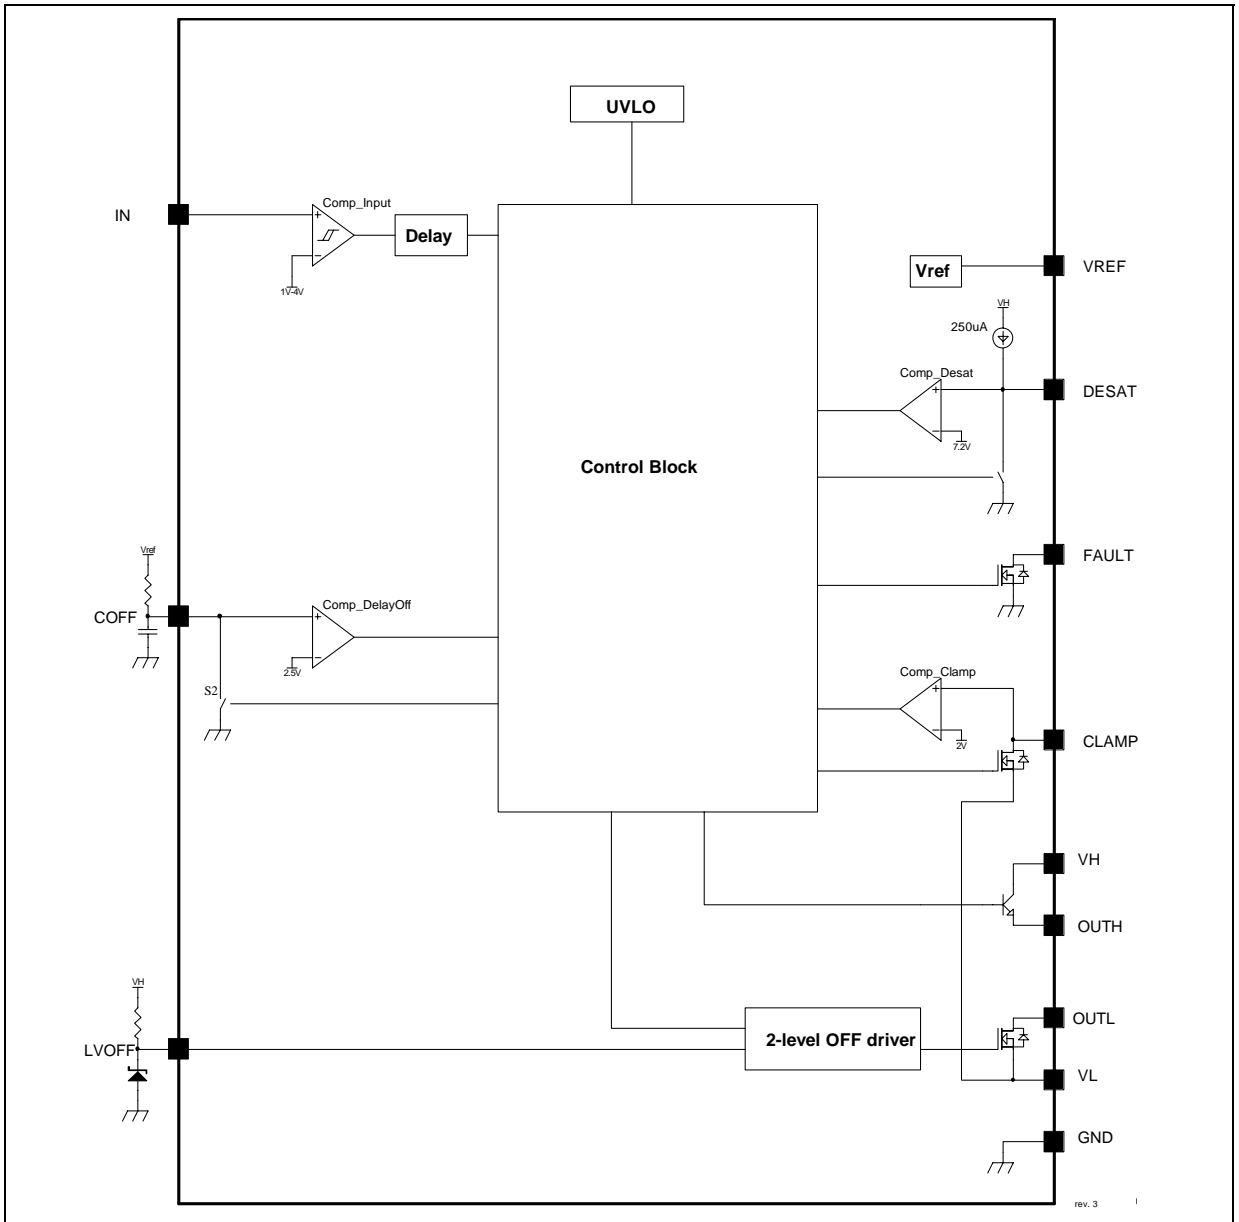 UVLO
IN
Comp_Input
Delay
1V-4V
Vref
VREF
VH
250uA
Comp_Desat
DESAT
7.2V
Control Block
Vref
COFF
Comp_DelayOff
2.5V
S2
FAULT
Comp_Clamp
2V
CLAMP
VH
OUTH
VH
LVOFF
2-level OFF driver
OUTL
VL
GND
rev. 3